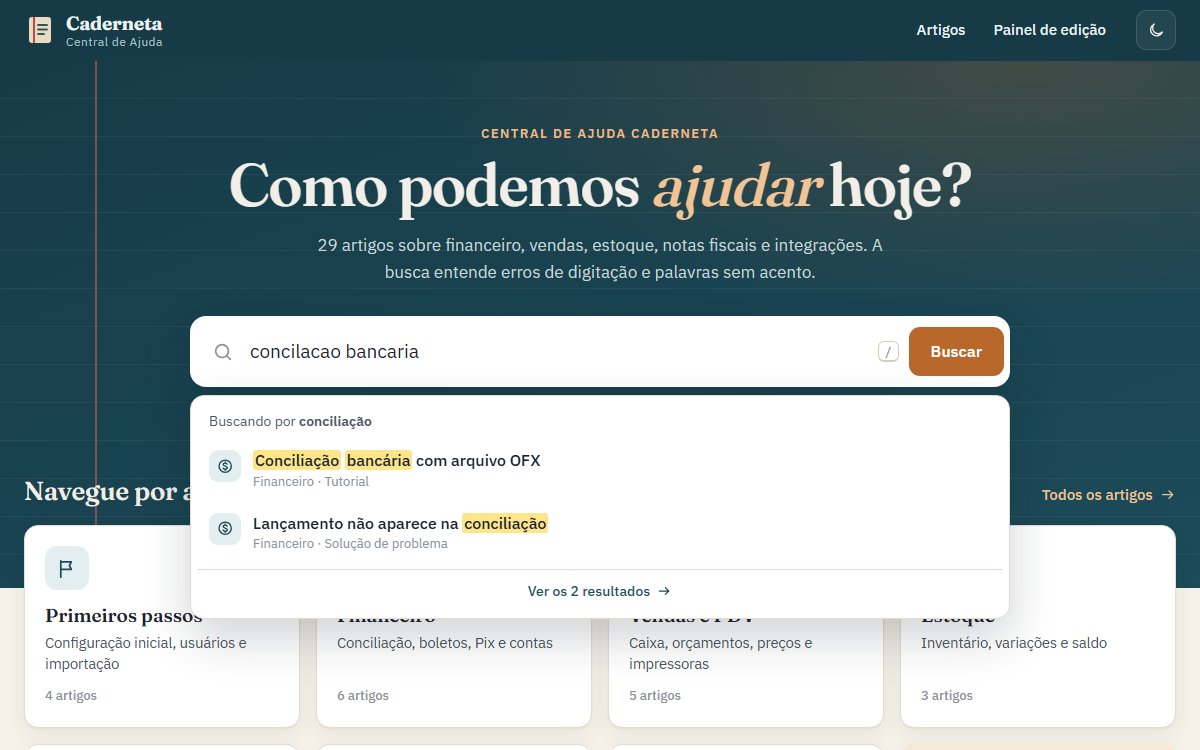 Caderneta
Central de Ajuda
Artigos
Painel de edição
CENTRAL DE AJUDA CADERNETA
Como podemos ajudar hoje?
29 artigos sobre financeiro, vendas, estoque, notas fiscais e integrações. A
busca entende erros de digitação e palavras sem acento.
concilacao bancaria
/
Buscar
Buscando por conciliação
Conciliação bancária com arquivo OFX
Financeiro · Tutorial
Lançamento não aparece na conciliação
Financeiro · Solução de problema
Ver os 2 resultados →
Navegue por
Todos os artigos →
Primeiros passos
Configuração inicial, usuários e
importação
4 artigos
Financeiro
Conciliação, boletos, Pix e contas
6 artigos
Vendas e PDV
Caixa, orçamentos, preços e
impressoras
5 artigos
Estoque
Inventário, variações e saldo
3 artigos